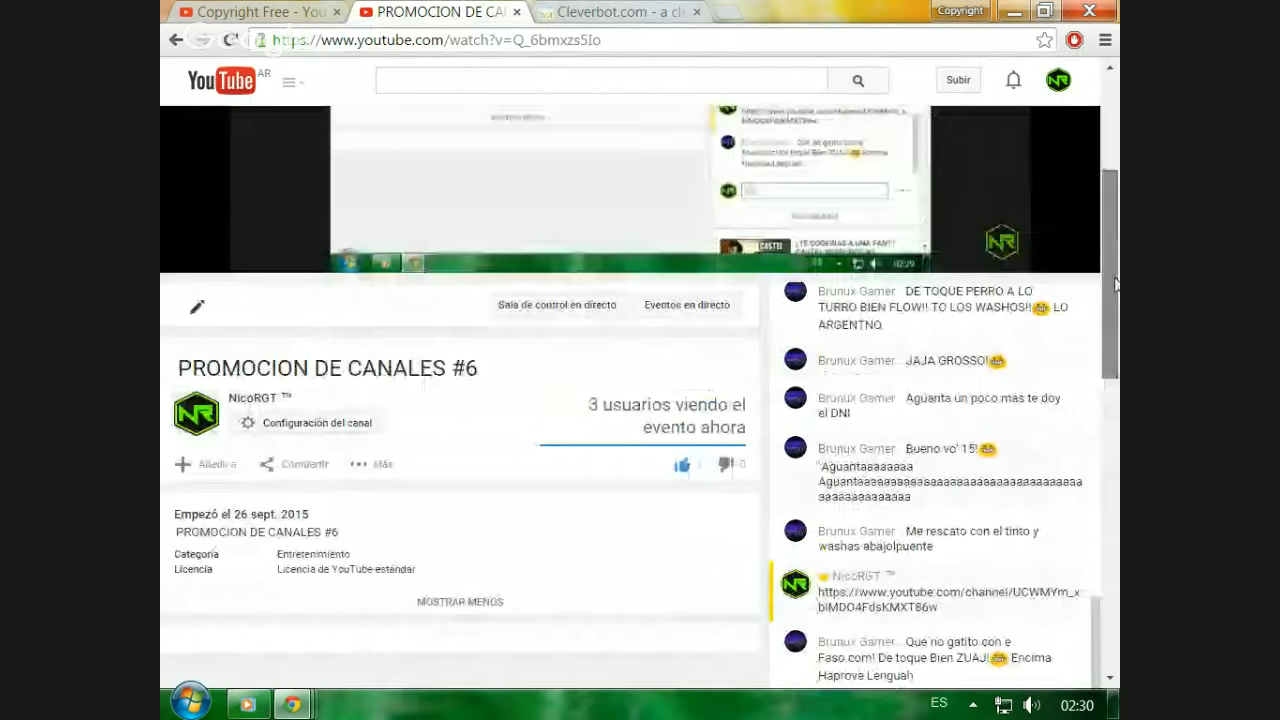 Copyright Free - You
PROMOCION DE CA
Cleverbot.com - a cl
Copyright
https://www.youtube.com/watch?v=Q_6bmxzs5Io
YouTube AR
Subir
02:29
Sala de control en directo
Eventos en directo
PROMOCION DE CANALES #6
NicoRGT ™
Configuración del canal
3 usuarios viendo el
evento ahora
Añadir a
Compartir
Más
0
Empezó el 26 sept. 2015
PROMOCION DE CANALES #6
Categoría Entretenimiento
Licencia Licencia de YouTube estándar
MOSTRAR MENOS
Brunux Gamer DE TOQUE PERRO A LO
TURRO BIEN FLOW!! TO LOS WASHOS!!😂 LO
ARGENTNO
Brunux Gamer JAJA GROSSO!😂
Brunux Gamer Aguanta un poco mas te doy
el DNI
Brunux Gamer Bueno vo' 15!😂
Aguantaaaaaaa
Brunux Gamer Me rescato con el tinto y
washas abajolpuente
NicoRGT ™
https://www.youtube.com/channel/UCWMYm_x
biMDO4FdsKMXT86w
Brunux Gamer Que no gatito con e
Faso.com! De toque Bien ZUAJ!😂 Encima
Haprove Lenguah
ES
02:30